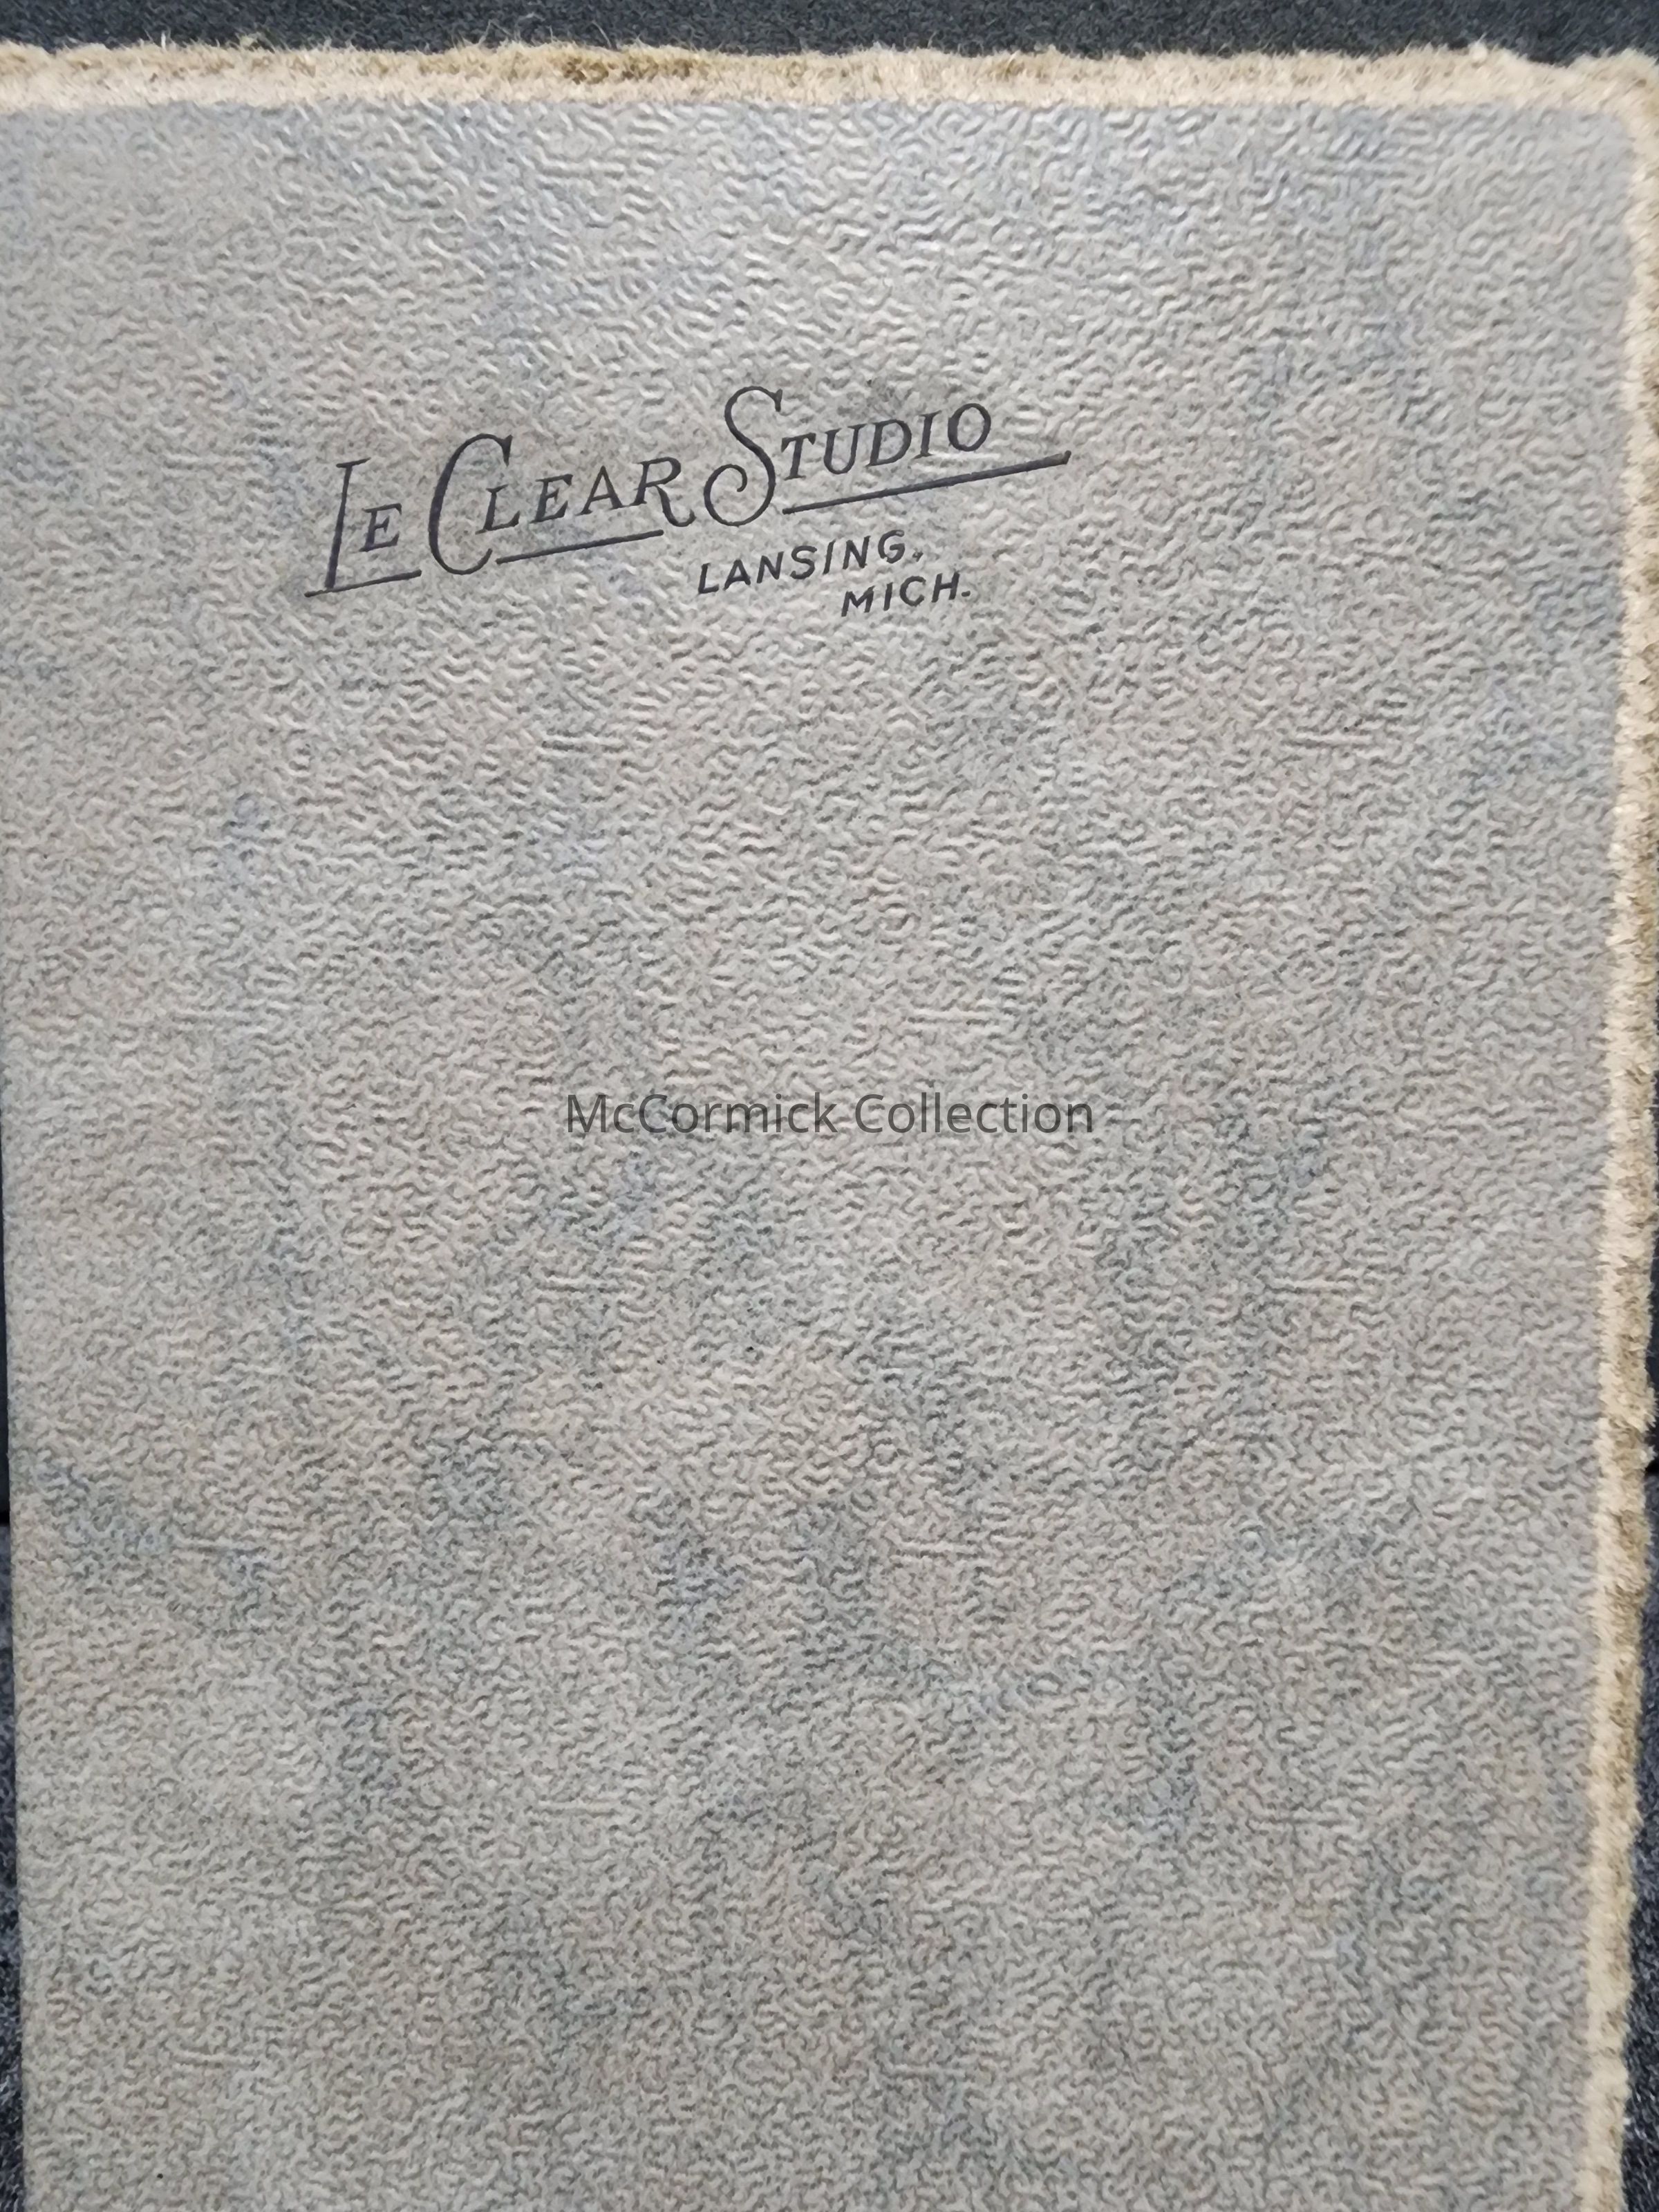 LE CLEAR STUDIO
LANSING,
MICH.
McCormick Collection